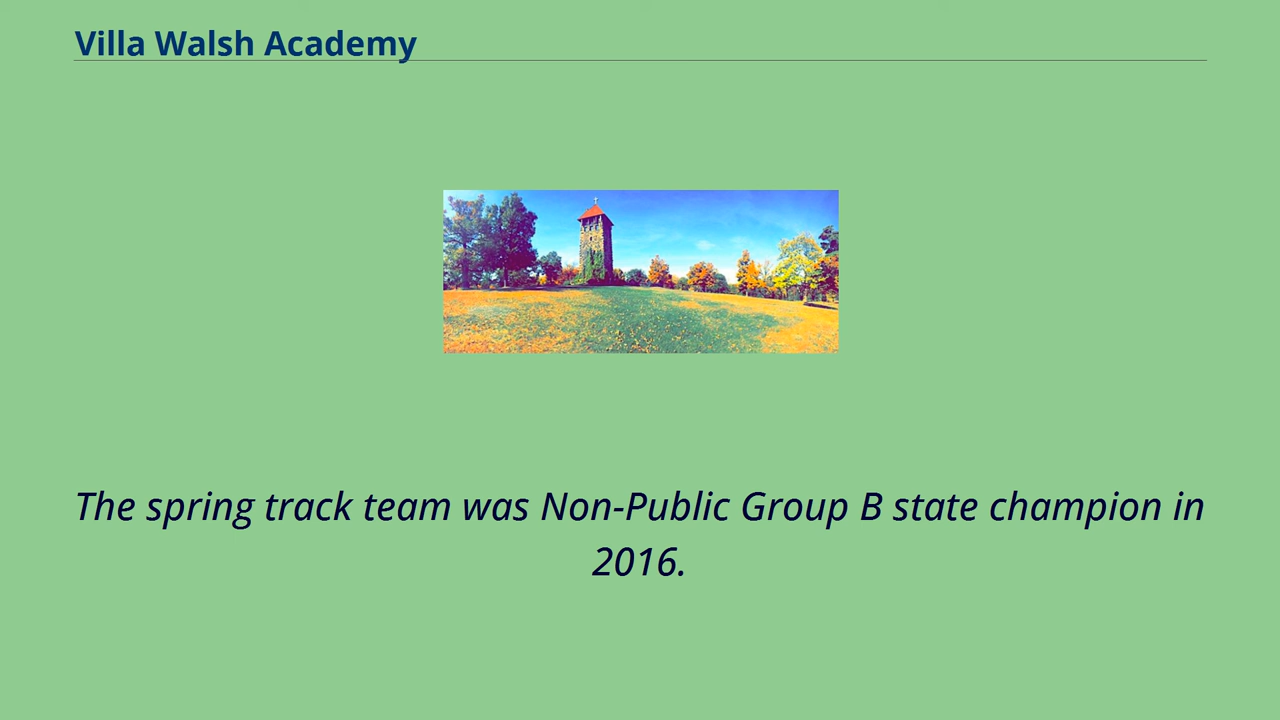 Villa Walsh Academy
The spring track team was Non-Public Group B state champion in
2016.